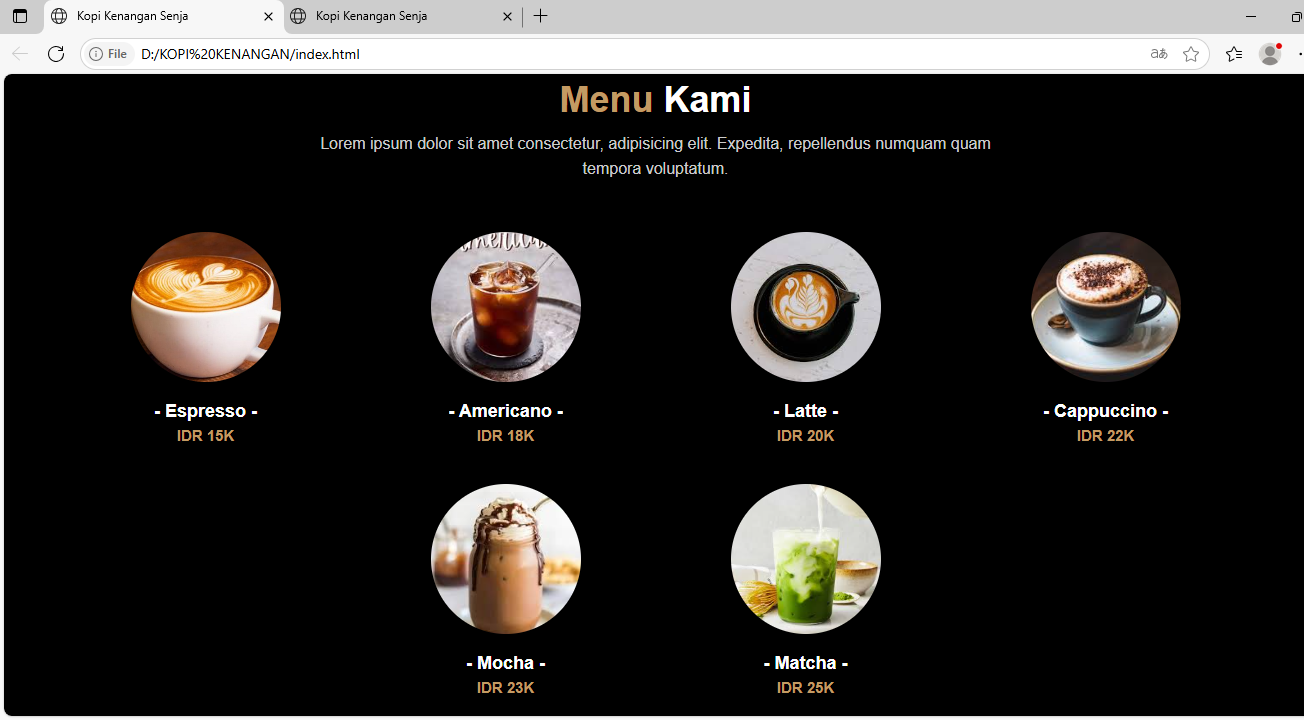 Kopi Kenangan Senja
Kopi Kenangan Senja
File
D:/KOPI%20KENANGAN/index.html
aあ
Menu Kami
Lorem ipsum dolor sit amet consectetur, adipisicing elit. Expedita, repellendus numquam quam
tempora voluptatum.
- Espresso -
- Americano -
- Latte -
- Cappuccino -
IDR 15K
IDR 18K
IDR 20K
IDR 22K
- Mocha -
- Matcha -
IDR 23K
IDR 25K